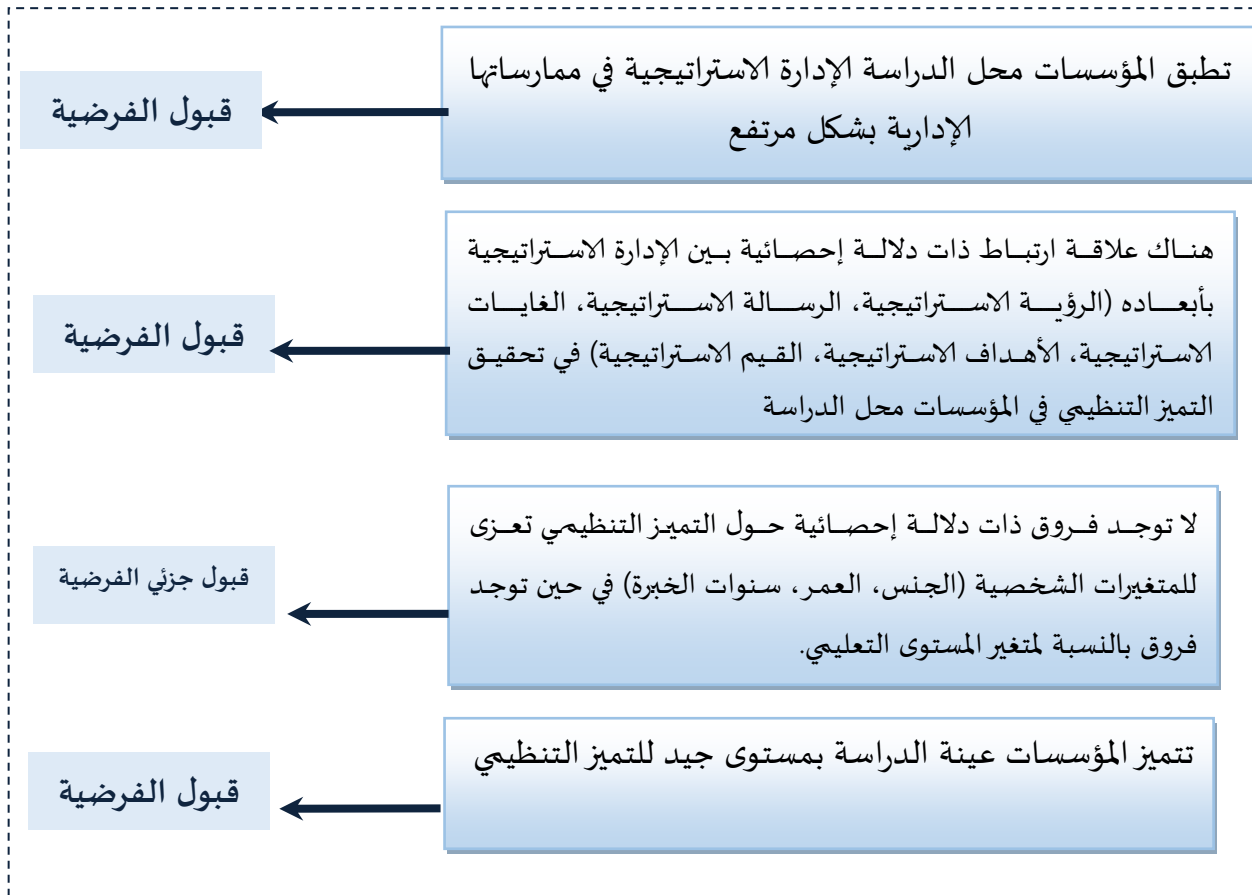 تطبق المؤسسات محل الدراسة الإدارة الاستراتيجية في ممارساتها
الإدارية بشكل مرتفع
قبول الفرضية
هناك علاقة ارتباط ذات دلالة إحصائية بين الإدارة الاستراتيجية
بأبعاده (الرؤية الاستراتيجية، الرسالة الاستراتيجية، الغايات
الاستراتيجية، الأهداف الاستراتيجية، القيم الاستراتيجية) في تحقيق
التميز التنظيمي في المؤسسات محل الدراسة
قبول الفرضية
لا توجد فروق ذات دلالة إحصائية حول التميز التنظيمي تعزى
للمتغيرات الشخصية (الجنس، العمر، سنوات الخبرة) في حين توجد
فروق بالنسبة لمتغير المستوى التعليمي.
قبول جزئي الفرضية
تتميز المؤسسات عينة الدراسة بمستوى جيد للتميز التنظيمي
قبول الفرضية